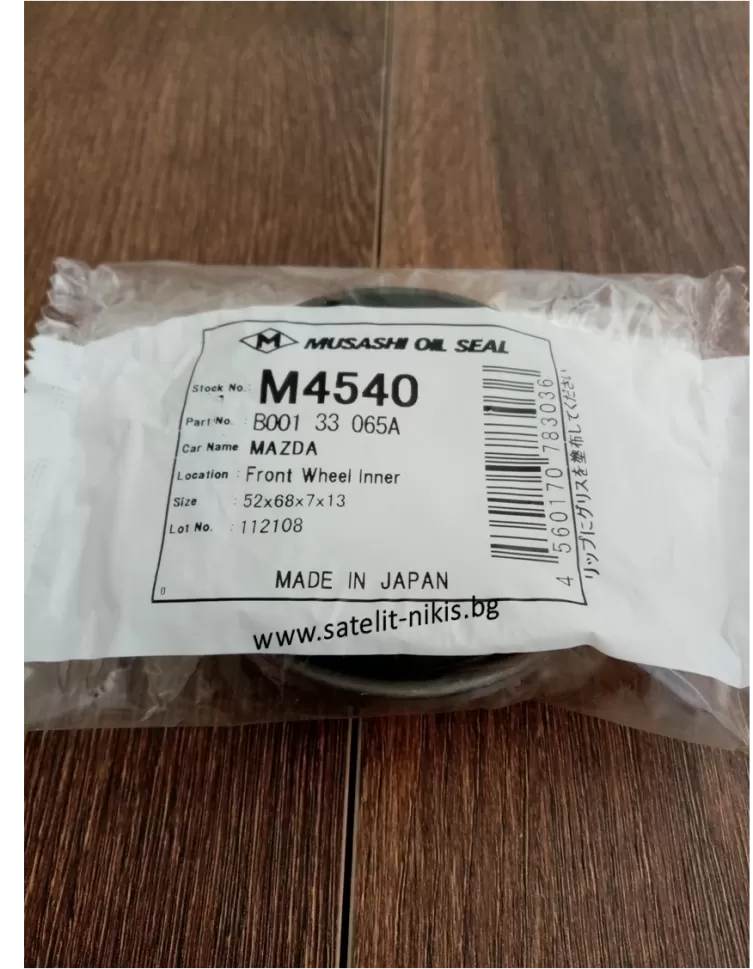 M MUSASHI OIL SEAL
Stock No. : M4540
Part No. : B001 33 065A
Car Name MAZDA
Location : Front Wheel Inner
Size : 52x68x7x13
Lot No. : 112108
MADE IN JAPAN
0
4 560170 783036
リップにグリスを塗布してください
www.satelit-nikis.bg